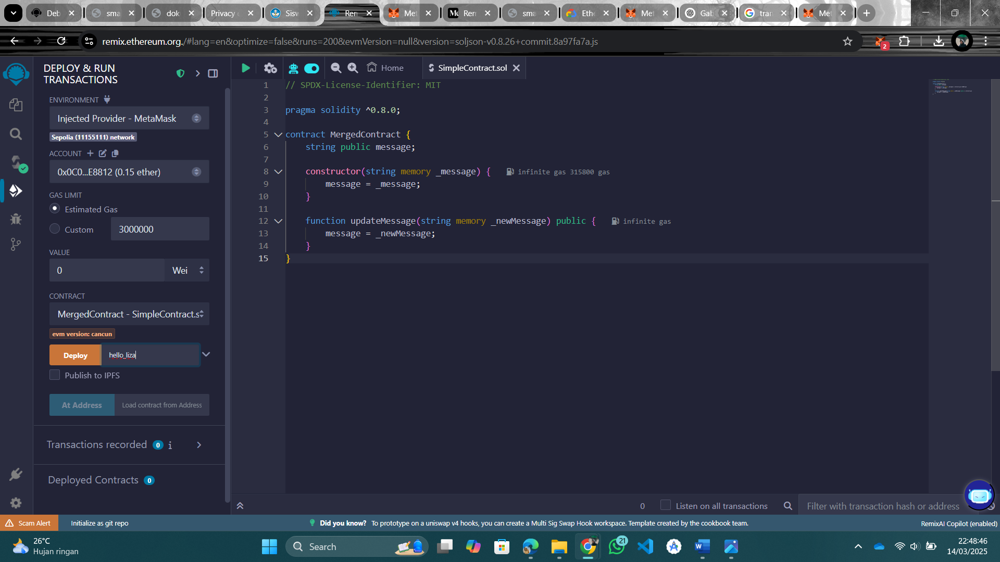 Deb
sma
dok
Privacy e
Sisw
Rem
Met
Rem
sma
Ethe
Met
Gab
tran
Met
remix.ethereum.org./#lang=en&optimize=false&runs=200&evmVersion=null&version=soljson-v0.8.26+commit.8a97fa7a.js
2
DEPLOY & RUN
TRANSACTIONS
ENVIRONMENT
Injected Provider - MetaMask
Sepolia (11155111) network
ACCOUNT
0x0C0...E8812 (0.15 ether)
GAS LIMIT
Estimated Gas
Custom
3000000
VALUE
0
Wei
CONTRACT
MergedContract - SimpleContract.s
evm version: cancun
Deploy
hello_liza
Publish to IPFS
At Address
Load contract from Address
Transactions recorded 0 i
Deployed Contracts 0
Home
SimpleContract.sol
1 // SPDX-License-Identifier: MIT
2
3 pragma solidity ^0.8.0;
4
5 contract MergedContract {
6 string public message;
7
8 constructor(string memory _message) { infinite gas 315800 gas
9 message = _message;
10 }
11
12 function updateMessage(string memory _newMessage) public { infinite gas
13 message = _newMessage;
14 }
15 }
0
Listen on all transactions
Filter with transaction hash or address
Scam Alert
Initialize as git repo
Did you know? To prototype on a uniswap v4 hooks, you can create a Multi Sig Swap Hook workspace. Template created by the cookbook team.
RemixAI Copilot (enabled)
26°C
Hujan ringan
Search
21
22:48:46
14/03/2025